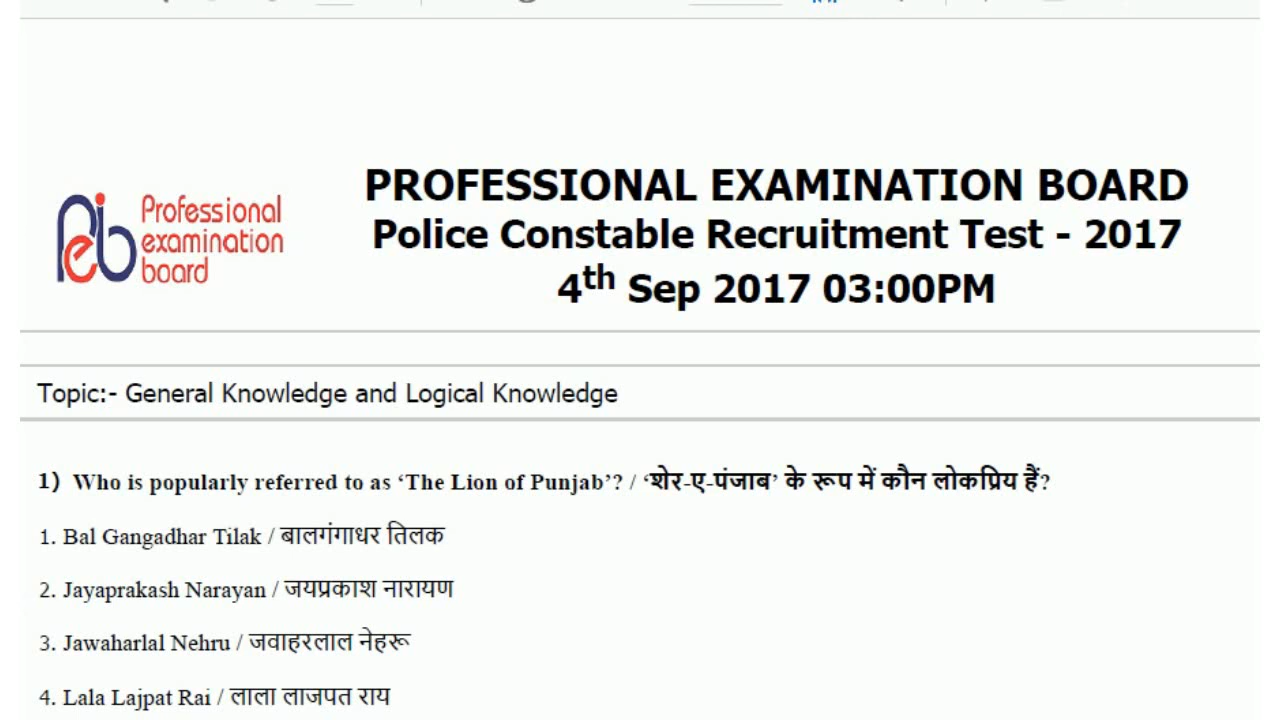 Professional
examination
board
PROFESSIONAL EXAMINATION BOARD
Police Constable Recruitment Test - 2017
4th Sep 2017 03:00PM
Topic:- General Knowledge and Logical Knowledge
1) Who is popularly referred to as ‘The Lion of Punjab’? / ‘शेर-ए-पंजाब’ के रूप में कौन लोकप्रिय हैं?
1. Bal Gangadhar Tilak / बालगंगाधर तिलक
2. Jayaprakash Narayan / जयप्रकाश नारायण
3. Jawaharlal Nehru / जवाहरलाल नेहरू
4. Lala Lajpat Rai / लाला लाजपत राय